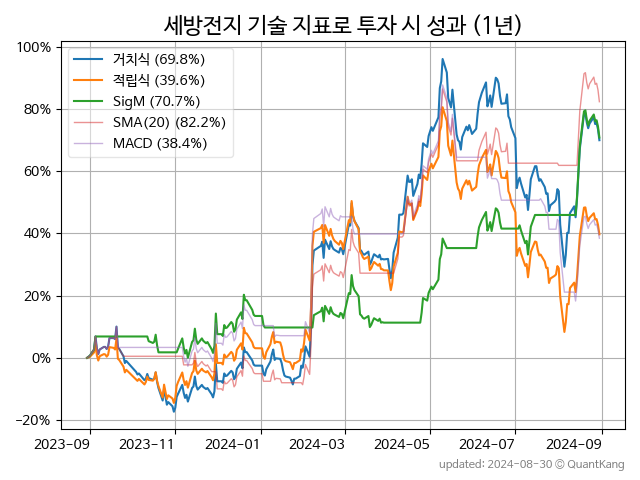 세방전지 기술 지표로 투자 시 성과 (1년)
100%
80%
60%
40%
20%
0%
−20%
거치식 (69.8%)
적립식 (39.6%)
SigM (70.7%)
SMA(20) (82.2%)
MACD (38.4%)
2023-09 2023-11 2024-01 2024-03 2024-05 2024-07 2024-09
updated: 2024-08-30 © QuantKang